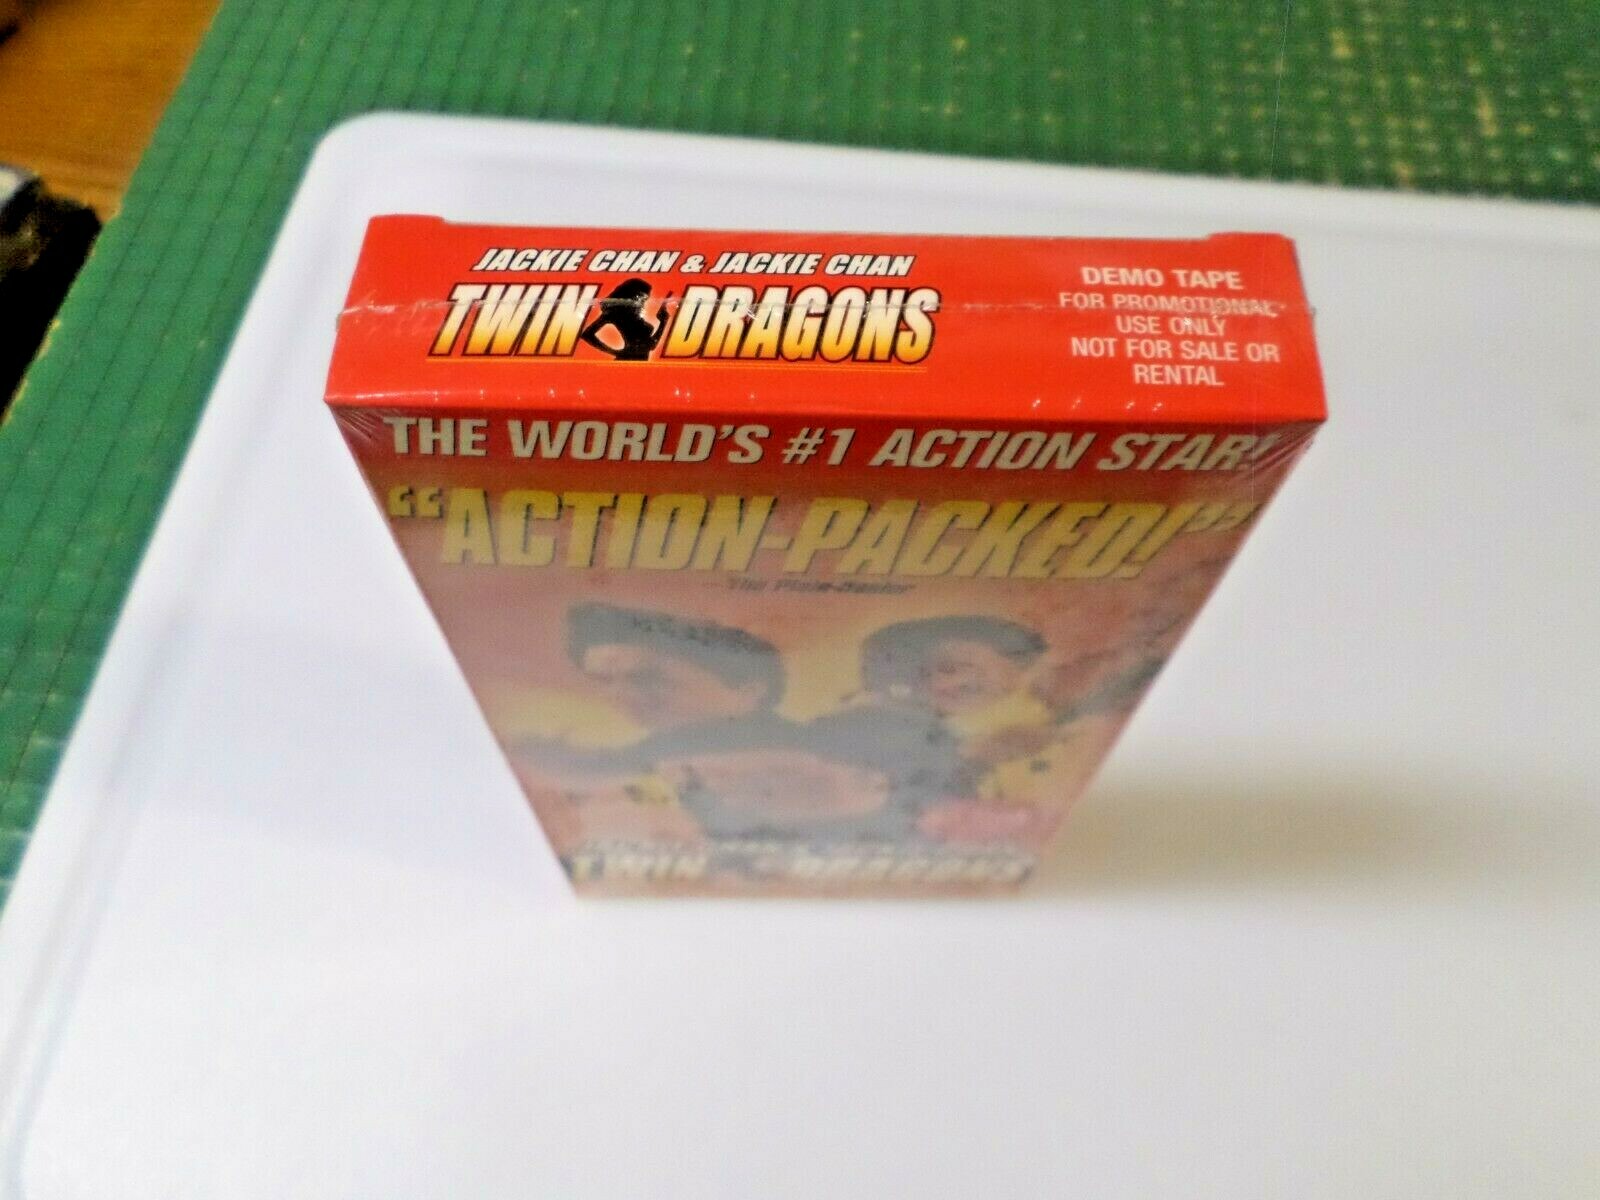 JACKIE CHAN & JACKIE CHAN
TWIN DRAGONS
DEMO TAPE
FOR PROMOTIONAL
USE ONLY
NOT FOR SALE OR
RENTAL
THE WORLD'S #1 ACTION STAR!
“ACTION-PACKED!”
TWIN DRAGONS